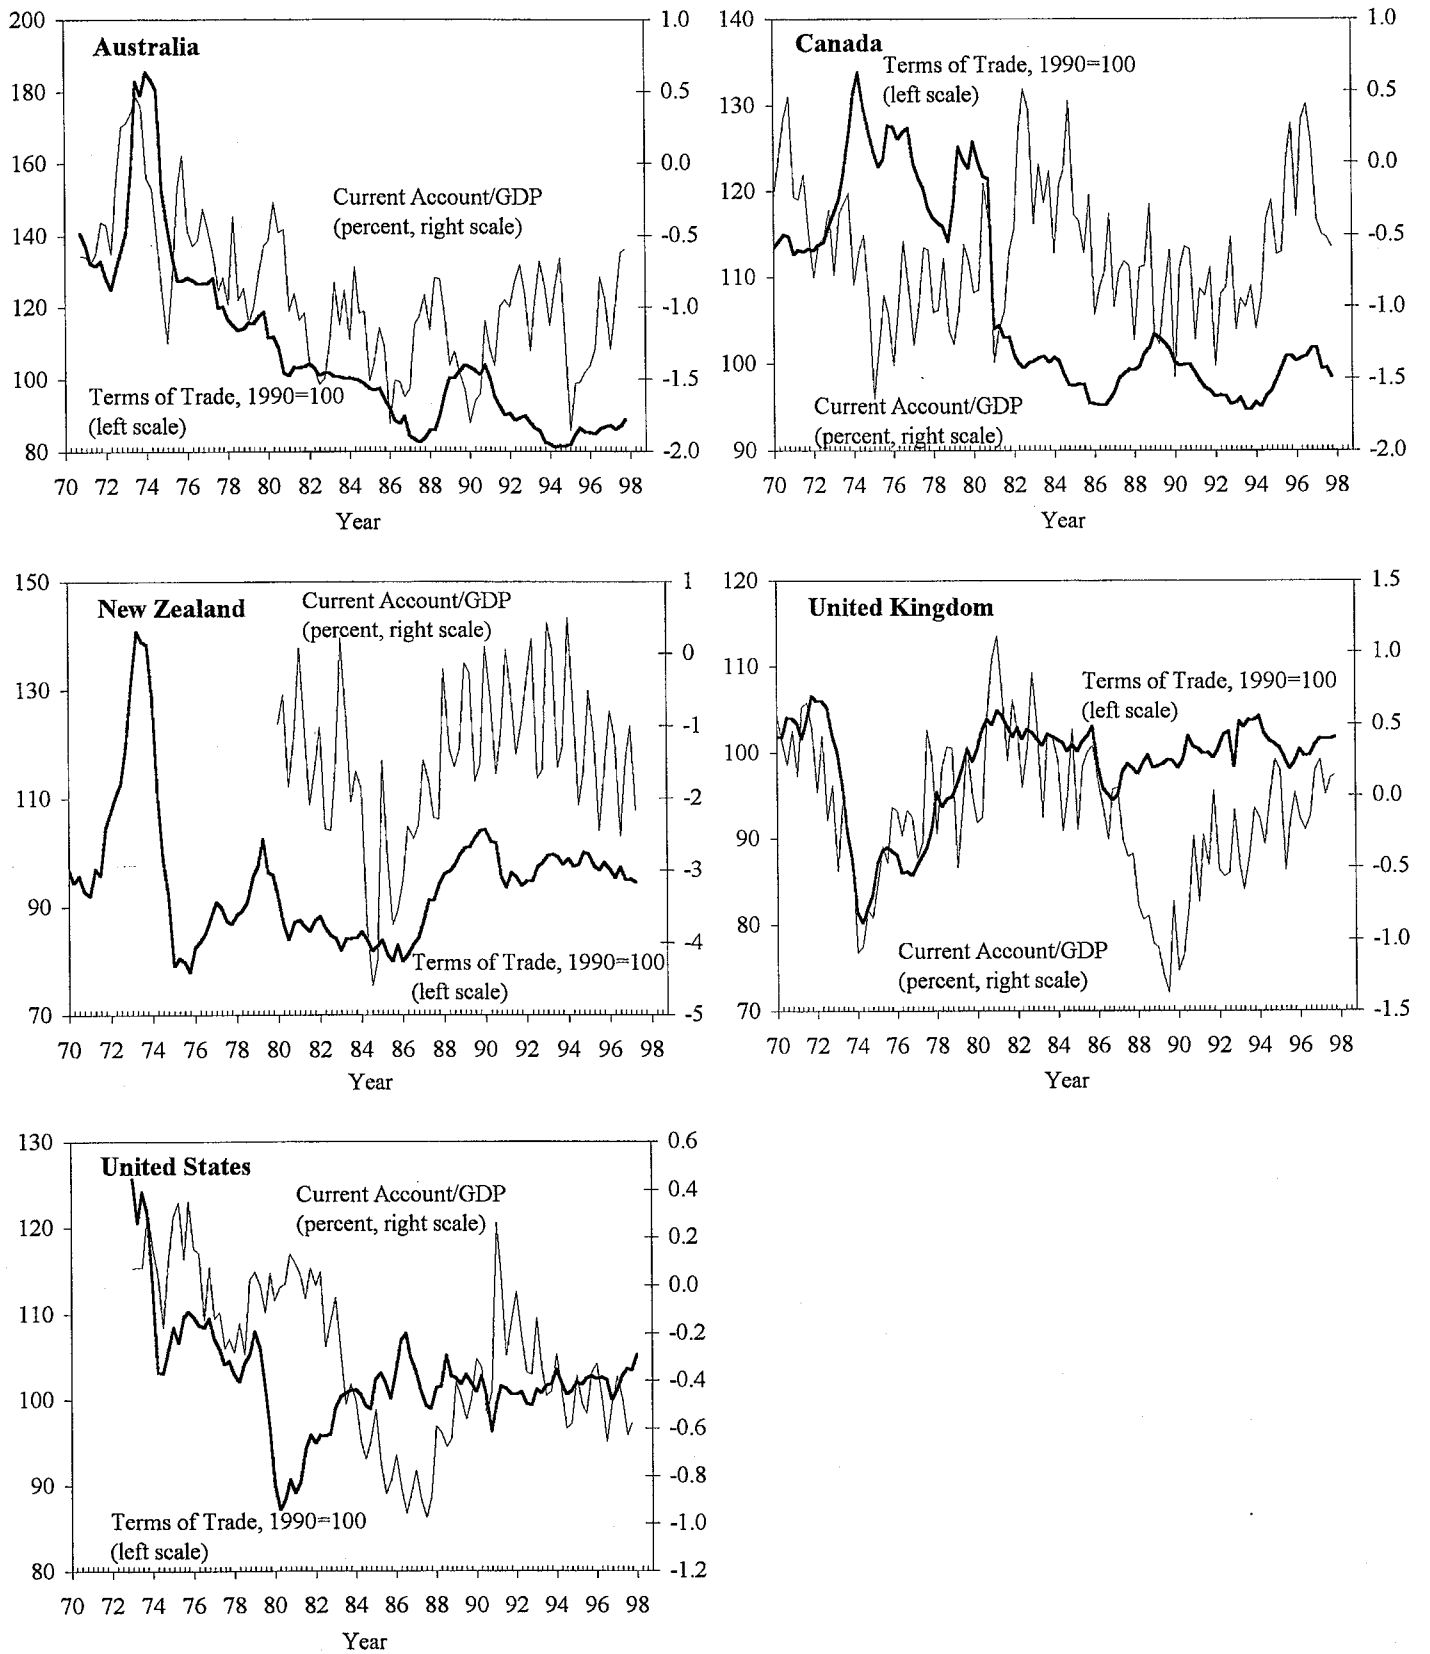 Australia
200
180
160
140
120
100
80
1.0
0.5
0.0
-0.5
-1.0
-1.5
-2.0
Current Account/GDP
(percent, right scale)
Terms of Trade, 1990=100
(left scale)
70 72 74 76 78 80 82 84 86 88 90 92 94 96 98
Year
Canada
140
130
120
110
100
90
1.0
0.5
0.0
-0.5
-1.0
-1.5
-2.0
Terms of Trade, 1990=100
(left scale)
Current Account/GDP
(percent, right scale)
70 72 74 76 78 80 82 84 86 88 90 92 94 96 98
Year
New Zealand
150
130
110
90
70
1
0
-1
-2
-3
-4
-5
Current Account/GDP
(percent, right scale)
Terms of Trade, 1990=100
(left scale)
70 72 74 76 78 80 82 84 86 88 90 92 94 96 98
Year
United Kingdom
120
110
100
90
80
70
1.5
1.0
0.5
0.0
-0.5
-1.0
-1.5
Terms of Trade, 1990=100
(left scale)
Current Account/GDP
(percent, right scale)
70 72 74 76 78 80 82 84 86 88 90 92 94 96 98
Year
United States
130
120
110
100
90
80
0.6
0.4
0.2
0.0
-0.2
-0.4
-0.6
-0.8
-1.0
-1.2
Current Account/GDP
(percent, right scale)
Terms of Trade, 1990=100
(left scale)
70 72 74 76 78 80 82 84 86 88 90 92 94 96 98
Year